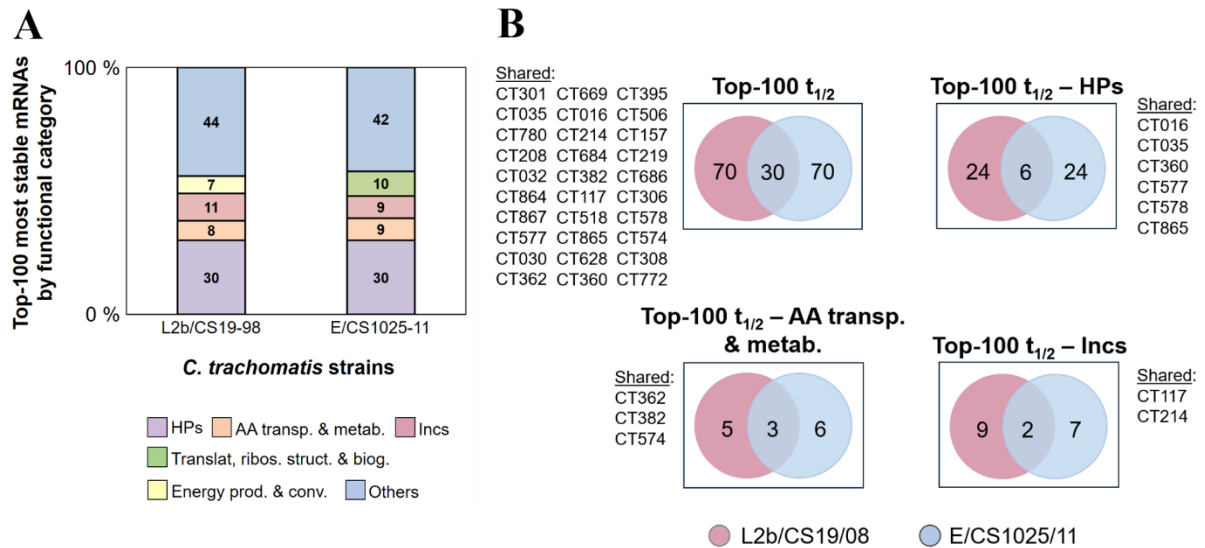 A
Top-100 most stable mRNAs
by functional category
100 %
0 %
44
7
11
8
30
42
10
9
9
30
L2b/CS19-98
E/CS1025-11
C. trachomatis strains
HPs
AA transp. & metab.
Incs
Translat, ribos. struct. & biog.
Energy prod. & conv.
Others
B
Shared:
CT301 CT669 CT395
CT035 CT016 CT506
CT780 CT214 CT157
CT208 CT684 CT219
CT032 CT382 CT686
CT864 CT117 CT306
CT867 CT518 CT578
CT577 CT865 CT574
CT030 CT628 CT308
CT362 CT360 CT772
Top-100 t1/2
70 30 70
Top-100 t1/2 – HPs
24 6 24
Shared:
CT016
CT035
CT360
CT577
CT578
CT865
Top-100 t1/2 – AA transp.
& metab.
Shared:
CT362
CT382
CT574
5 3 6
Top-100 t1/2 – Incs
9 2 7
Shared:
CT117
CT214
L2b/CS19/08
E/CS1025/11